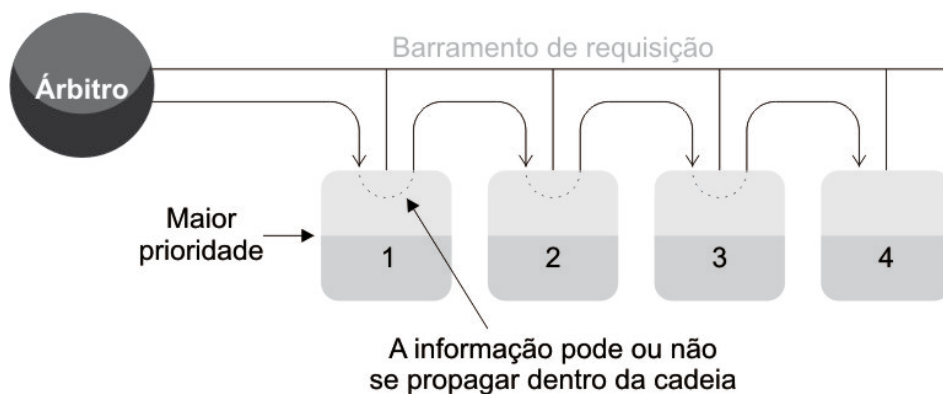 Barramento de requisição
Árbitro
Maior
prioridade
1
2
3
4
A informação pode ou não
se propagar dentro da cadeia